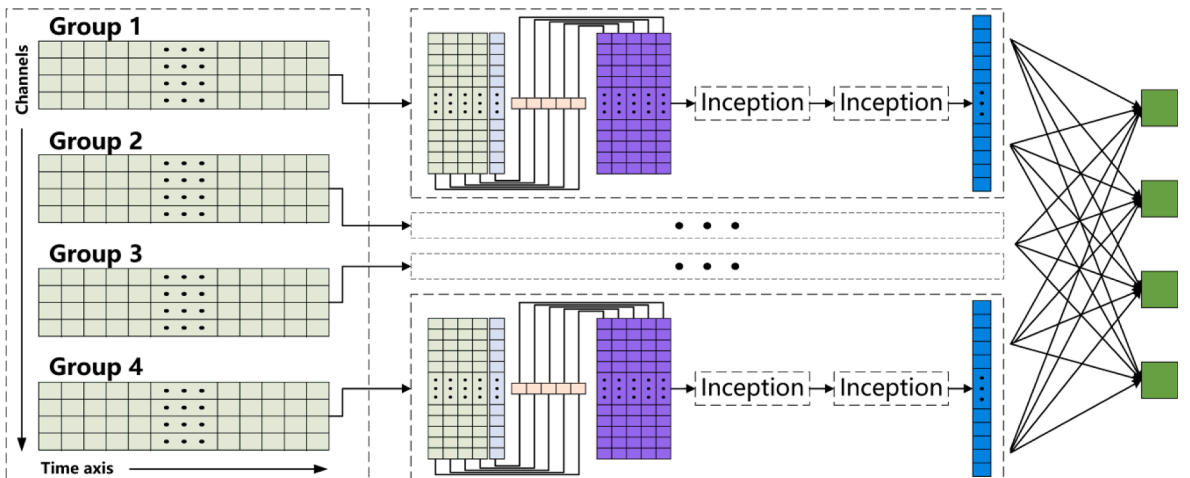 Group 1
Channels
Group 2
Group 3
Group 4
Time axis
Inception
Inception
Inception
Inception